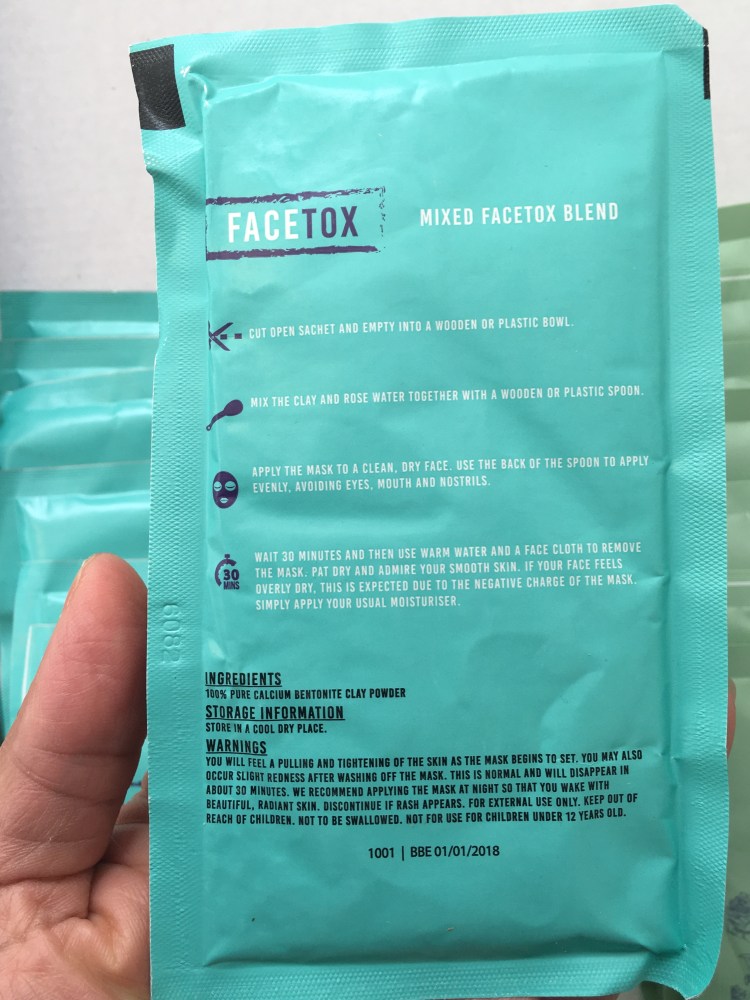 FACETOX
MIXED FACETOX BLEND
CUT OPEN SACHET AND EMPTY INTO A WOODEN OR PLASTIC BOWL.
MIX THE CLAY AND ROSE WATER TOGETHER WITH A WOODEN OR PLASTIC SPOON.
APPLY THE MASK TO A CLEAN, DRY FACE. USE THE BACK OF THE SPOON TO APPLY
EVENLY, AVOIDING EYES, MOUTH AND NOSTRILS.
30
MINS
WAIT 30 MINUTES AND THEN USE WARM WATER AND A FACE CLOTH TO REMOVE
THE MASK. PAT DRY AND ADMIRE YOUR SMOOTH SKIN. IF YOUR FACE FEELS
OVERLY DRY, THIS IS EXPECTED DUE TO THE NEGATIVE CHARGE OF THE MASK.
SIMPLY APPLY YOUR USUAL MOISTURISER.
INGREDIENTS
100% PURE CALCIUM BENTONITE CLAY POWDER
STORAGE INFORMATION
STORE IN A COOL DRY PLACE.
WARNINGS
YOU WILL FEEL A PULLING AND TIGHTENING OF THE SKIN AS THE MASK BEGINS TO SET. YOU MAY ALSO
OCCUR SLIGHT REDNESS AFTER WASHING OFF THE MASK. THIS IS NORMAL AND WILL DISAPPEAR IN
ABOUT 30 MINUTES. WE RECOMMEND APPLYING THE MASK AT NIGHT SO THAT YOU WAKE WITH
BEAUTIFUL, RADIANT SKIN. DISCONTINUE IF RASH APPEARS. FOR EXTERNAL USE ONLY. KEEP OUT OF
REACH OF CHILDREN. NOT TO BE SWALLOWED. NOT FOR USE FOR CHILDREN UNDER 12 YEARS OLD.
1001 | BBE 01/01/2018